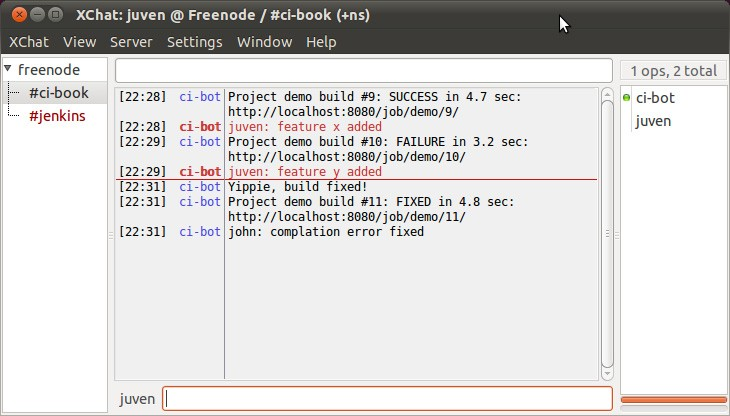 XChat: juven @ Freenode / #ci-book (+ns)
XChat View Server Settings Window Help
freenode
#ci-book
#jenkins
[22:28] ci-bot Project demo build #9: SUCCESS in 4.7 sec:
http://localhost:8080/job/demo/9/
[22:28] ci-bot juven: feature x added
[22:29] ci-bot Project demo build #10: FAILURE in 3.2 sec:
http://localhost:8080/job/demo/10/
[22:29] ci-bot juven: feature y added
[22:31] ci-bot Yippie, build fixed!
[22:31] ci-bot Project demo build #11: FIXED in 4.8 sec:
http://localhost:8080/job/demo/11/
[22:31] ci-bot john: complation error fixed
juven
1 ops, 2 total
ci-bot
juven